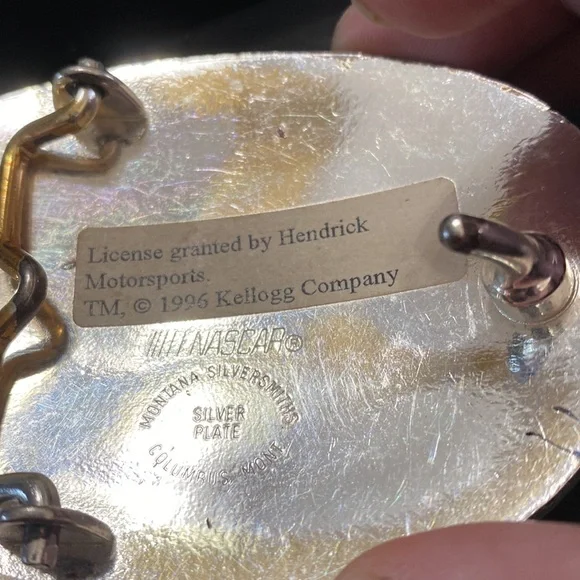 License granted by Hendrick
Motorsports.
TM, © 1996 Kellogg Company
NASCAR®
MONTANA SILVERSMITHS
SILVER
PLATE
COLUMBUS, MONT.